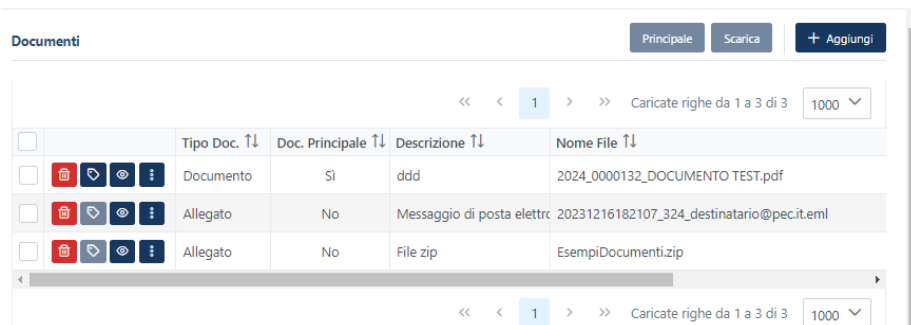 Documenti Principale Scarica + Aggiungi
<< < 1 > >> Caricate righe da 1 a 3 di 3 1000
Tipo Doc. Doc. Principale Descrizione Nome File
Documento Sì ddd 2024_0000132_DOCUMENTO TEST.pdf
Allegato No Messaggio di posta elettro 20231216182107_324_destinatario@pec.it.eml
Allegato No File zip EsempiDocumenti.zip
<< < 1 > >> Caricate righe da 1 a 3 di 3 1000